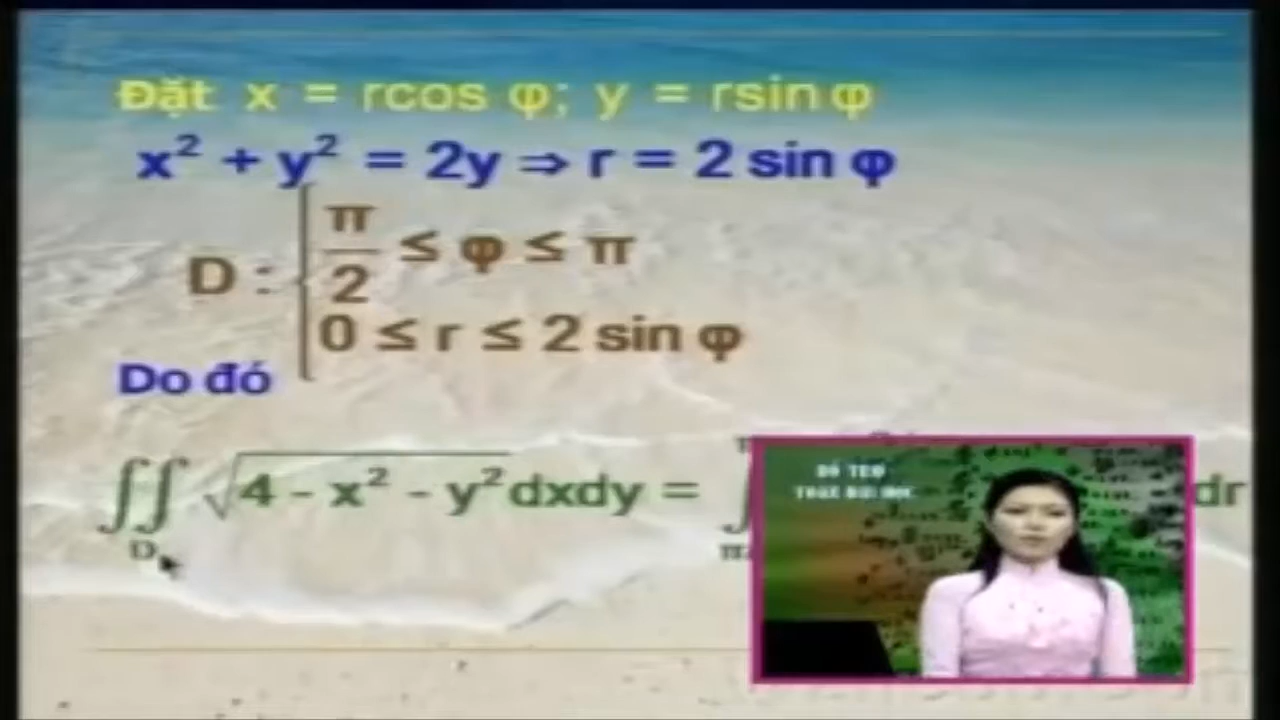 Đặt x = rcos φ; y = rsin φ
x² + y² = 2y ⇒ r = 2 sin φ
D : { π/2 ≤ φ ≤ π
0 ≤ r ≤ 2 sin φ
Do đó
∬_D √(4 - x² - y²) dxdy = ∫ dr